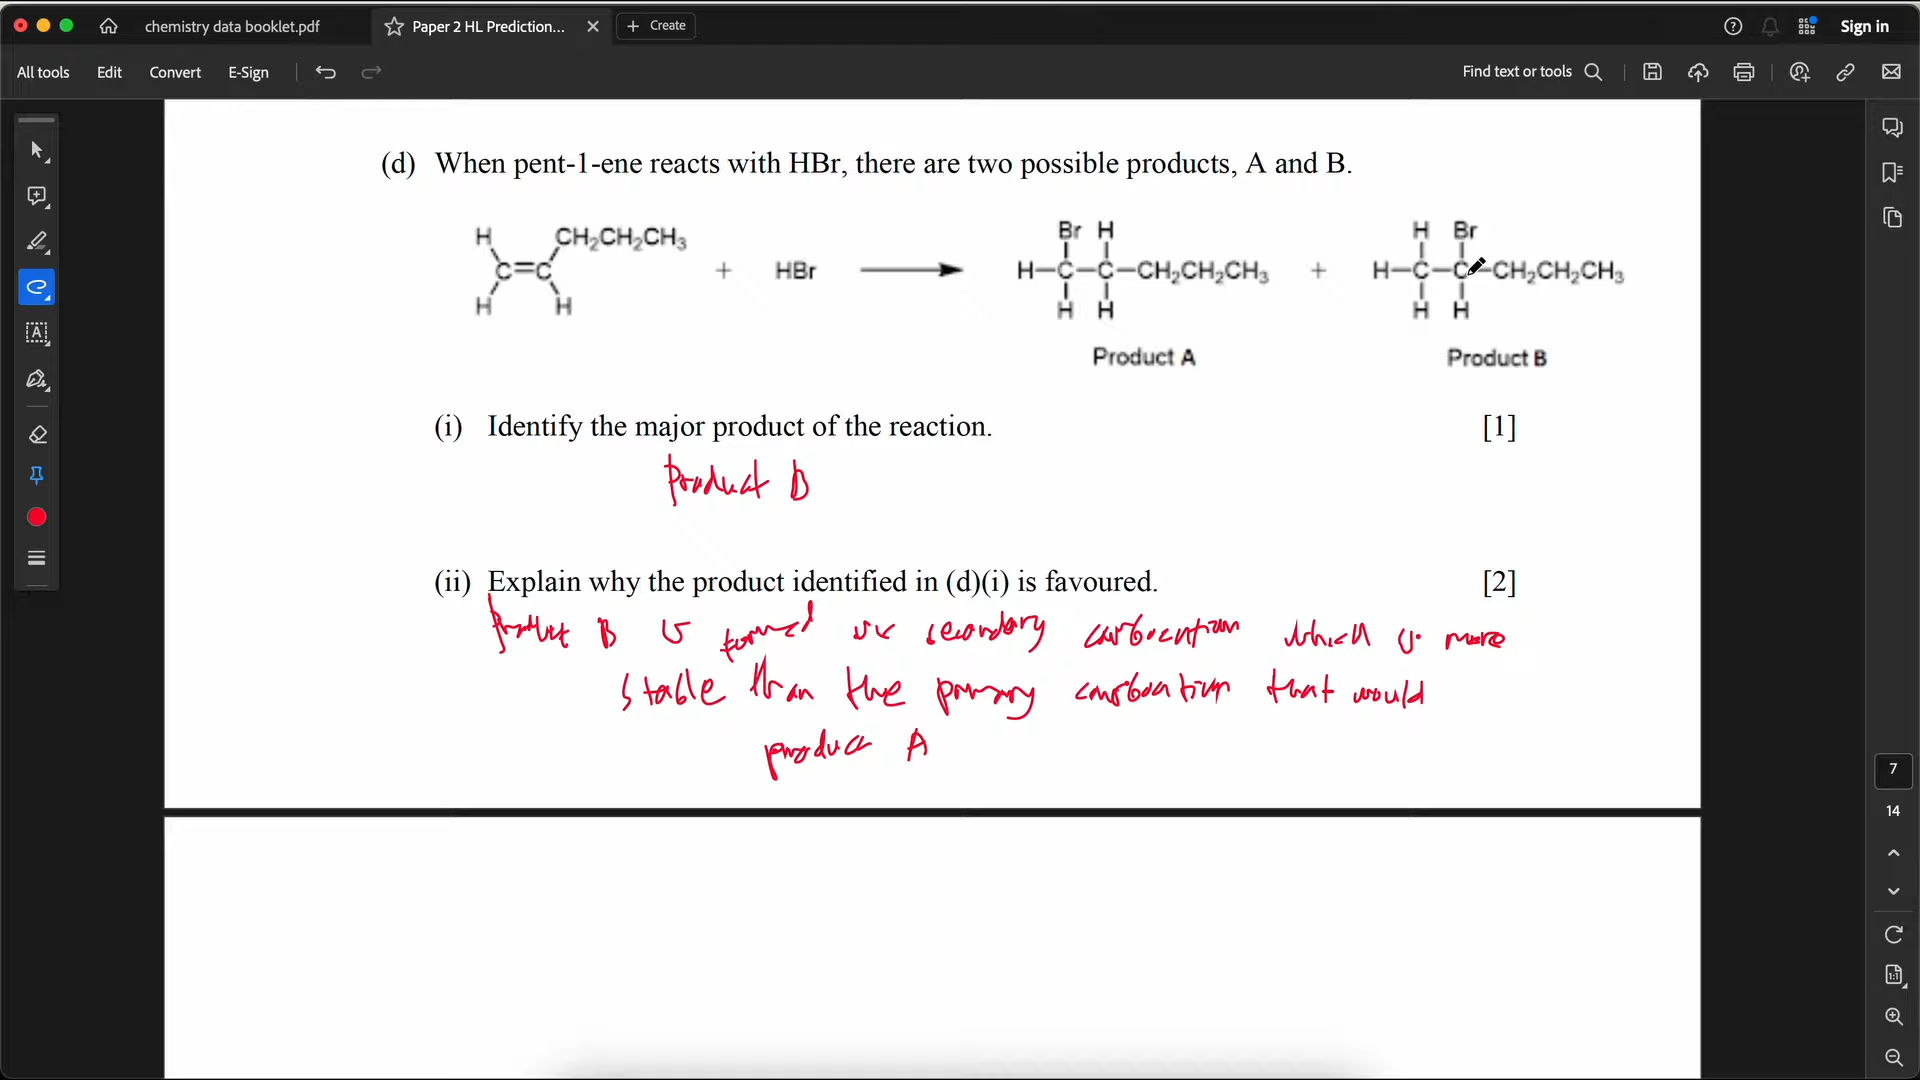 chemistry data booklet.pdf
Paper 2 HL Prediction...
Create
Sign in
All tools
Edit
Convert
E-Sign
Find text or tools
(d) When pent-1-ene reacts with HBr, there are two possible products, A and B.
H CH₂CH₂CH₃
C=C
H H
+ HBr
Br H
H-C-C-CH₂CH₂CH₃
H H
Product A
+
H Br
H-C-C-CH₂CH₂CH₃
H H
Product B
(i) Identify the major product of the reaction. [1]
Product B
(ii) Explain why the product identified in (d)(i) is favoured. [2]
Product B is formed via secondary carbocation which is more
stable than the primary carbocation that would
produce A
7
14
1:1